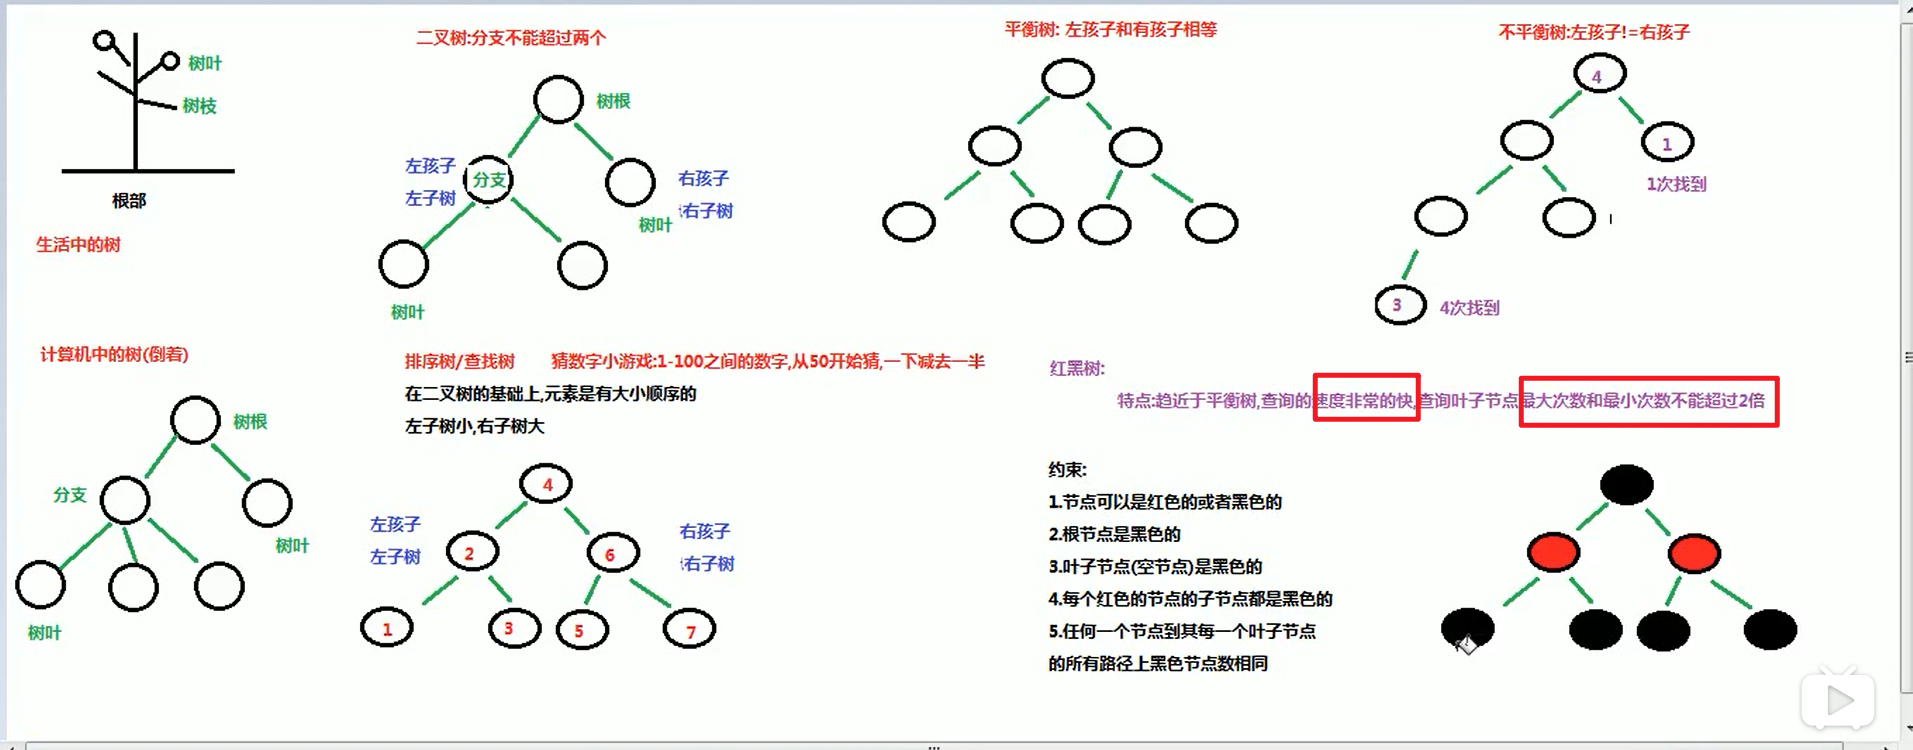 树叶
树枝
根部
生活中的树
二叉树:分支不能超过两个
树根
左孩子
左子树
分支
右孩子
右子树
树叶
树叶
平衡树: 左孩子和有孩子相等
不平衡树:左孩子!=右孩子
4
1
1次找到
3
4次找到
计算机中的树(倒着)
树根
分支
树叶
树叶
排序树/查找树 猜数字小游戏:1-100之间的数字,从50开始猜,一下减去一半
在二叉树的基础上,元素是有大小顺序的
左子树小,右子树大
4
左孩子
左子树
2
6
右孩子
右子树
1
3
5
7
红黑树:
特点:趋近于平衡树,查询的速度非常的快,查询叶子节点最大次数和最小次数不能超过2倍
约束:
1.节点可以是红色的或者黑色的
2.根节点是黑色的
3.叶子节点(空节点)是黑色的
4.每个红色的节点的子节点都是黑色的
5.任何一个节点到其每一个叶子节点
的所有路径上黑色节点数相同